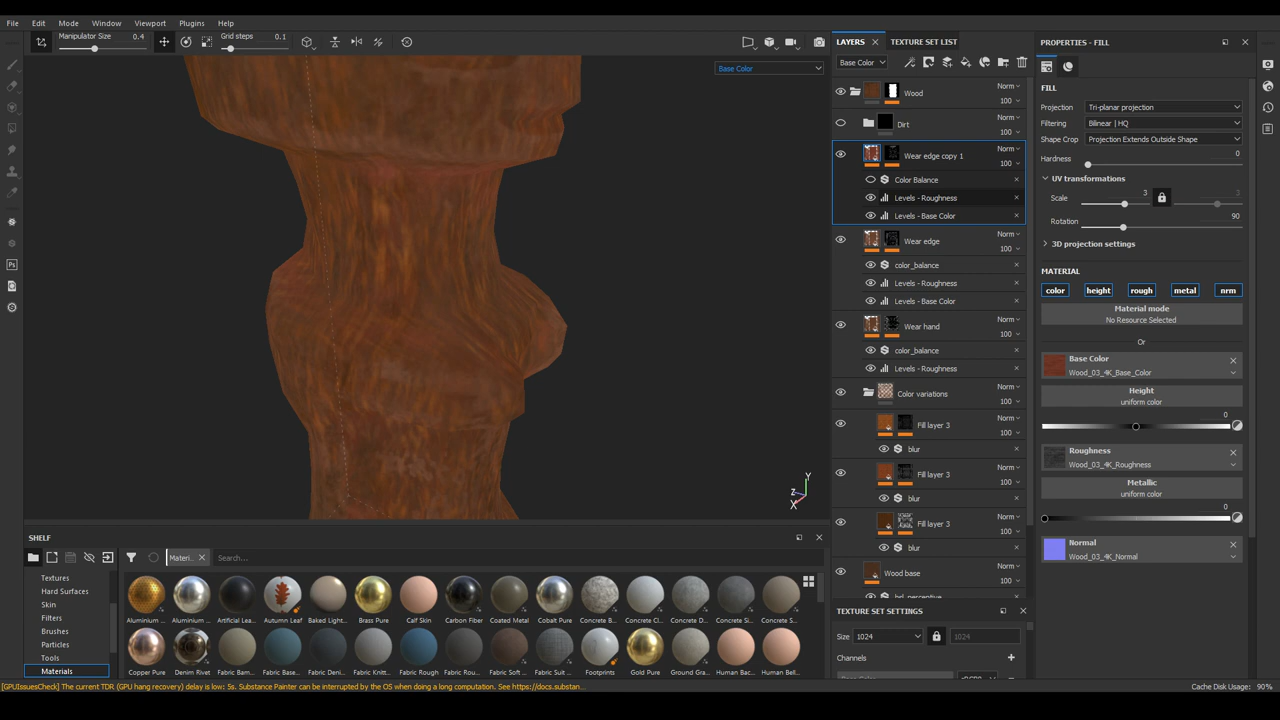 File Edit Mode Window Viewport Plugins Help
Manipulator Size 0.4 Grid steps 0.1
Base Color
Z Y X
LAYERS TEXTURE SET LIST
Base Color
Wood Norm 100
Dirt Norm 100
Wear edge copy 1 Norm 100
Color Balance
Levels - Roughness
Levels - Base Color
Wear edge Norm 100
color_balance
Levels - Roughness
Levels - Base Color
Wear hand Norm 100
color_balance
Levels - Roughness
Color variations Norm 100
Fill layer 3 Norm 100
blur
Fill layer 3 Norm 100
blur
Fill layer 3 Norm 100
blur
Wood base Norm 100
TEXTURE SET SETTINGS
Size 1024 1024
Channels
PROPERTIES - FILL
FILL
Projection Tri-planar projection
Filtering Bilinear | HQ
Shape Crop Projection Extends Outside Shape
Hardness 0
UV transformations
Scale 3 3
Rotation 90
3D projection settings
MATERIAL
color height rough metal nrm
Material mode
No Resource Selected
Or
Base Color
Wood_03_4K_Base_Color
Height
uniform color
0
Roughness
Wood_03_4K_Roughness
Metallic
uniform color
0
Normal
Wood_03_4K_Normal
SHELF
Materi... Search...
Textures
Hard Surfaces
Skin
Filters
Brushes
Particles
Tools
Materials
Aluminium ... Aluminium ... Artificial Lea... Autumn Leaf Baked Light... Brass Pure Calf Skin Carbon Fiber Coated Metal Cobalt Pure Concrete B... Concrete Cl... Concrete D... Concrete Si... Concrete S...
Copper Pure Denim Rivet Fabric Bam... Fabric Base... Fabric Deni... Fabric Knitt... Fabric Rough Fabric Rou... Fabric Soft ... Fabric Suit ... Footprints Gold Pure Ground Gra... Human Bac... Human Bell...
[GPUIssuesCheck] The current TDR (GPU hang recovery) delay is low: 5s. Substance Painter can be interrupted by the OS when doing a long computation. See https://docs.substan...
Cache Disk Usage: 90%